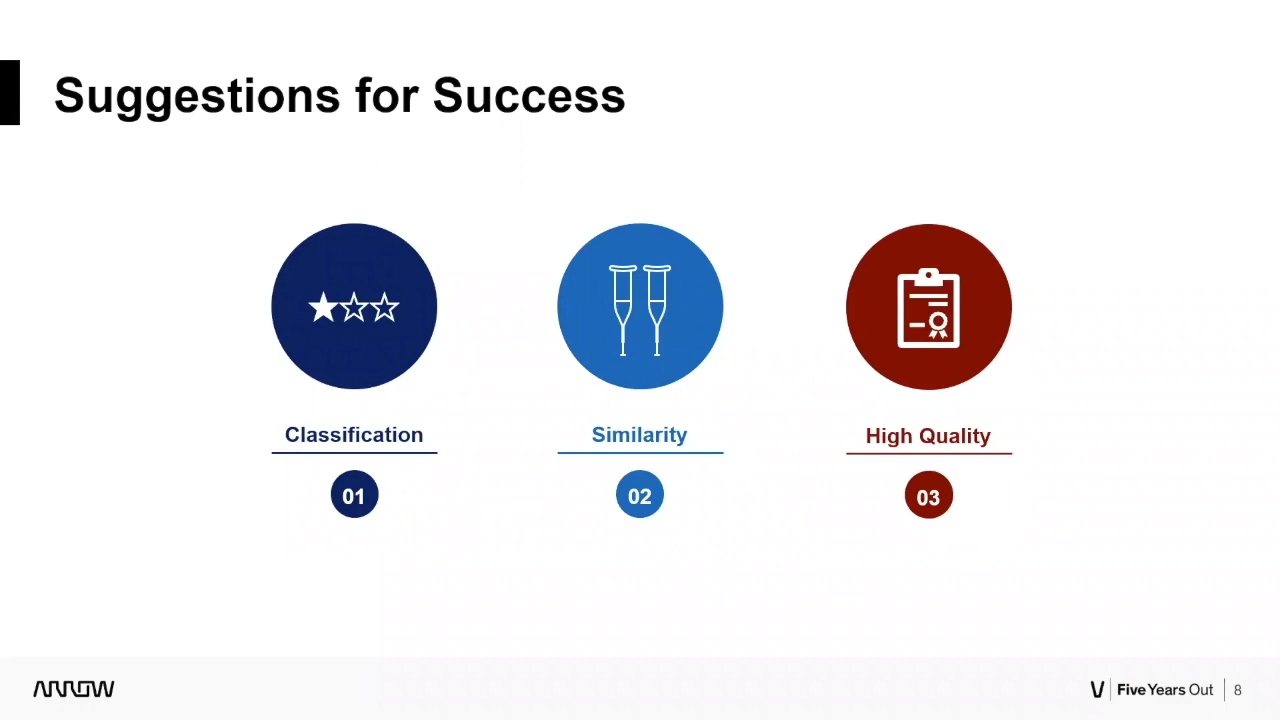 Suggestions for Success
Classification
Similarity
High Quality
01
02
03
ARROW
Five Years Out
8